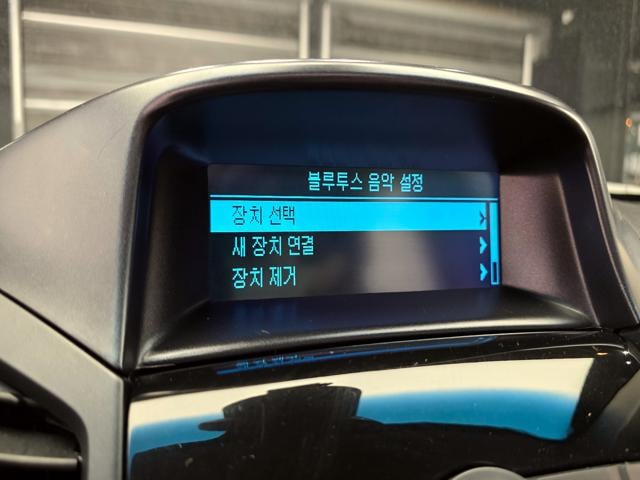 블루투스 음악 설정
장치 선택
새 장치 연결
장치 제거